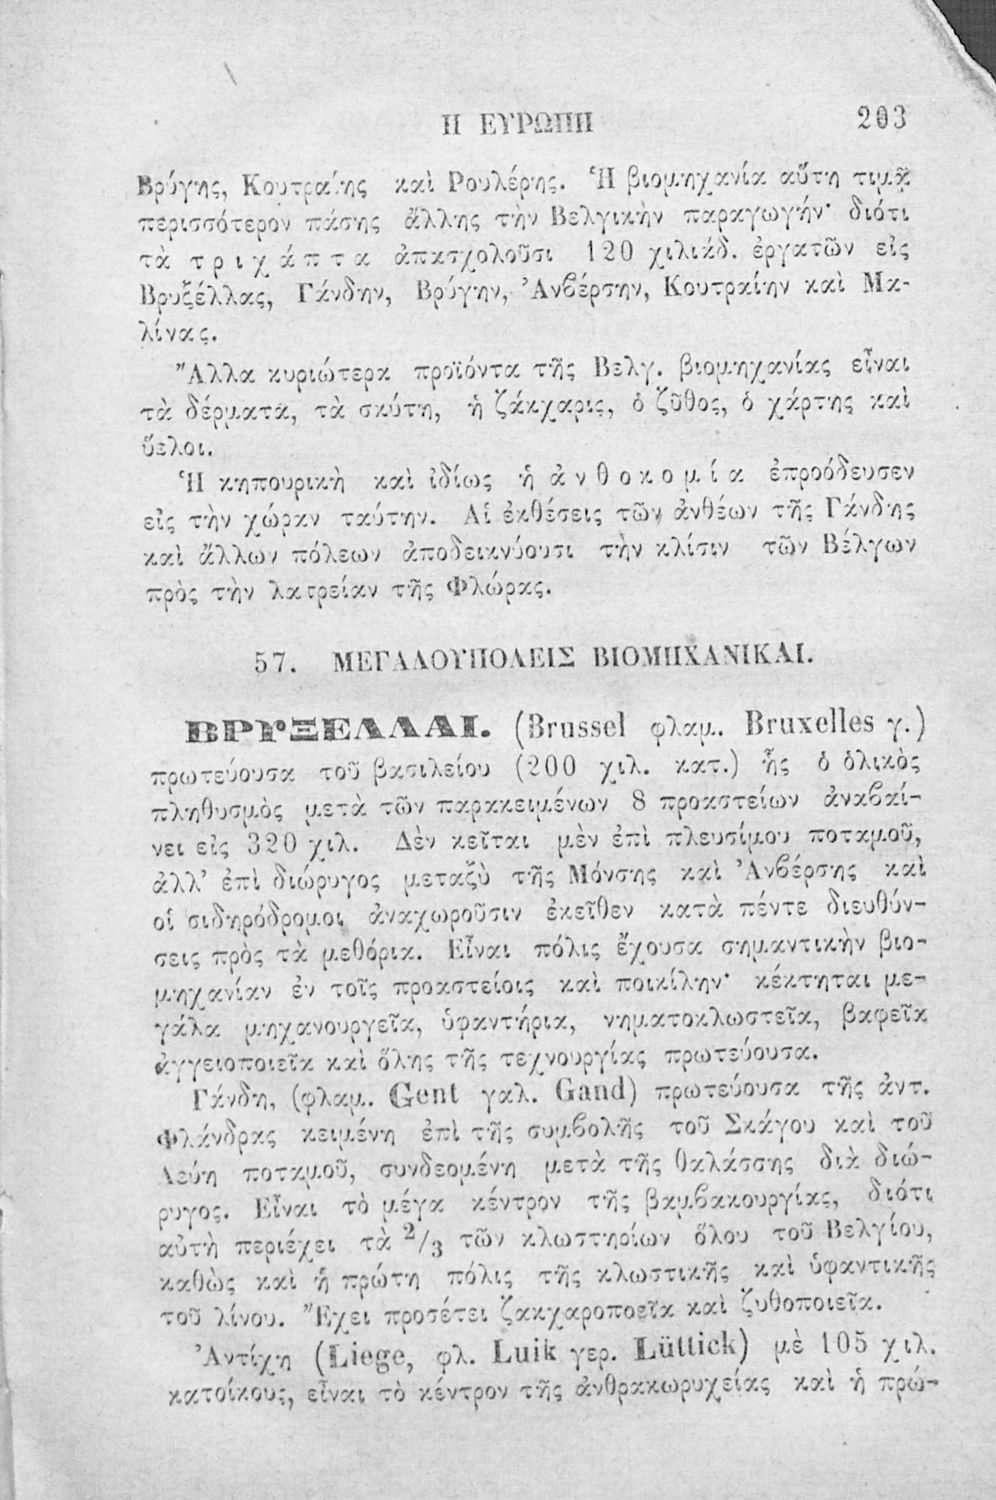 Η ΕΥΡΩΠΗ 203
Βρύγης, Κουτραίης καὶ Ρουλέρης. Ἡ βιομηχανία αὕτη τιμᾷ
περισσότερον πάσης ἄλλης τὴν Βελγικὴν παραγωγήν· διότι
τὰ τριχάπτα ἀπασχολοῦσι 120 χιλιάδ. ἐργατῶν εἰς
Βρυξέλλας, Γάνδην, Βρύγην, Ἀνβέρσην, Κουτραίην καὶ Μα-
λίνας.
Ἄλλα κυριώτερα προϊόντα τῆς Βελγ. βιομηχανίας εἶναι
τὰ δέρματα, τὰ σκύτη, ἡ ζάκχαρις, ὁ ζῦθος, ὁ χάρτης καὶ
ὕελοι.
Ἡ κηπουρικὴ καὶ ἰδίως ἡ ἀνθοκομία ἐπροόδευσεν
εἰς τὴν χώραν ταύτην. Αἱ ἐκθέσεις τῶν ἀνθέων τῆς Γάνδης
καὶ ἄλλων πόλεων ἀποδεικνύουσι τὴν κλίσιν τῶν Βέλγων
πρὸς τὴν λατρείαν τῆς Φλώρας.
57. ΜΕΓΑΛΟΥΠΟΛΕΙΣ ΒΙΟΜΗΧΑΝΙΚΑΙ.
ΒΡΥΞΕΛΛΑΙ. (Brussel φλαμ. Bruxelles γ.)
πρωτεύουσα τοῦ βασιλείου (200 χιλ. κατ.) ἧς ὁ ὁλικὸς
πληθυσμὸς μετὰ τῶν παρακειμένων 8 προαστείων ἀναβαί-
νει εἰς 320 χιλ. Δὲν κεῖται μὲν ἐπὶ πλευσίμου ποταμοῦ,
ἀλλ' ἐπὶ διώρυγος μεταξὺ τῆς Μόνσης καὶ Ἀνβέρσης καὶ
οἱ σιδηρόδρομοι ἀναχωροῦσιν ἐκεῖθεν κατὰ πέντε διευθύν-
σεις πρὸς τὰ μεθόρια. Εἶναι πόλις ἔχουσα σημαντικὴν βιο-
μηχανίαν ἐν τοῖς προαστείοις καὶ ποικίλην· κέκτηται με-
γάλα μηχανουργεῖα, ὑφαντήρια, νηματοκλωστεῖα, βαφεῖα
ἀγγειοποιεῖα καὶ ὅλης τῆς τεχνουργίας πρωτεύουσα.
Γάνδη, (φλαμ. Gent γαλ. Gand) πρωτεύουσα τῆς ἀντ.
Φλάνδρας κειμένη ἐπὶ τῆς συμβολῆς τοῦ Σκάγου καὶ τοῦ
Λεύη ποταμοῦ, συνδεομένη μετὰ τῆς θαλάσσης διὰ διώ-
ρυγος. Εἶναι τὸ μέγα κέντρον τῆς βαμβακουργίας, διότι
αὐτὴ περιέχει τὰ 2/3 τῶν κλωστηρίων ὅλου τοῦ Βελγίου,
καθὼς καὶ ἡ πρώτη πόλις τῆς κλωστικῆς καὶ ὑφαντικῆς
τοῦ λίνου. Ἔχει προσέτει ζακχαροποεῖα καὶ ζυθοποιεῖα.
Ἀντίχη (Liege, φλ. Luik γερ. Lüttick) μὲ 105 χιλ.
κατοίκους, εἶναι τὸ κέντρον τῆς ἀνθρακωρυχείας καὶ ἡ πρώ-